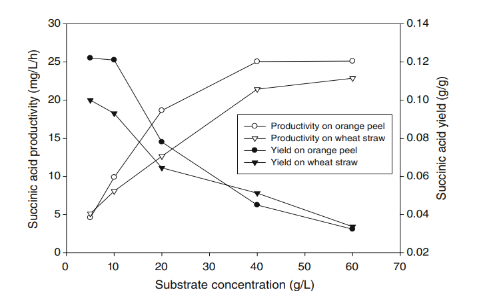 30
25
20
15
10
5
0
Succinic acid productivity (mg/L/h)
0.14
0.12
0.10
0.08
0.06
0.04
0.02
Succinic acid yield (g/g)
Productivity on orange peel
Productivity on wheat straw
Yield on orange peel
Yield on wheat straw
0 10 20 30 40 50 60 70
Substrate concentration (g/L)